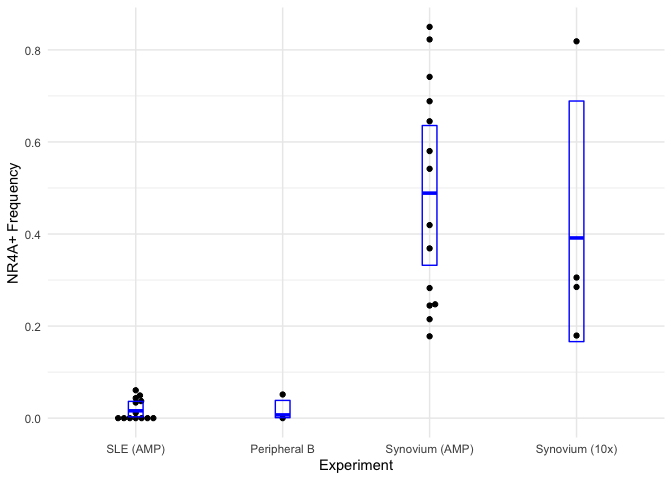 NR4A+ Frequency
0.8
0.6
0.4
0.2
0.0
SLE (AMP)
Peripheral B
Synovium (AMP)
Synovium (10x)
Experiment